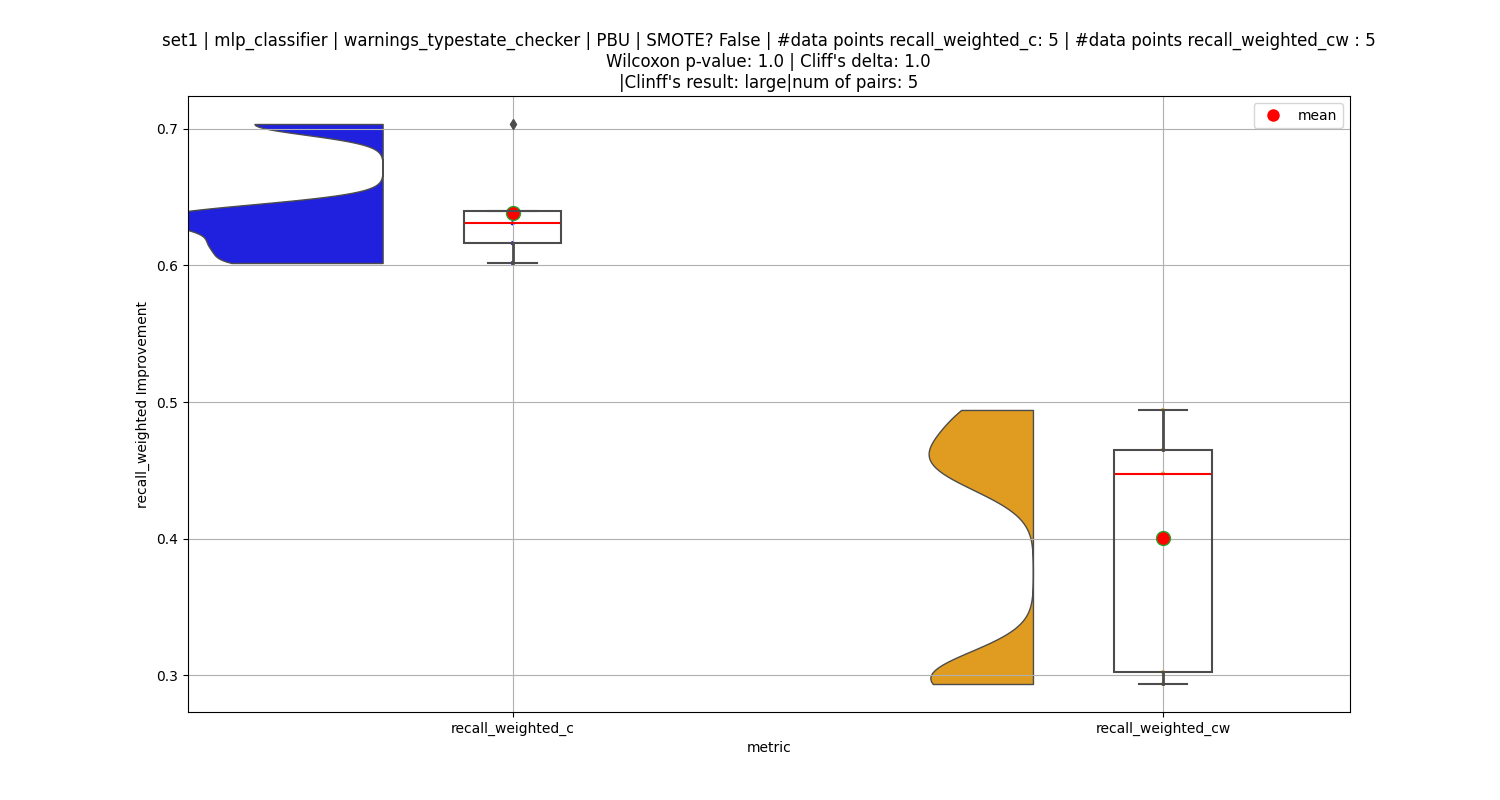 set1 | mlp_classifier | warnings_typestate_checker | PBU | SMOTE? False | #data points recall_weighted_c: 5 | #data points recall_weighted_cw : 5
Wilcoxon p-value: 1.0 | Cliff's delta: 1.0
|Clinff's result: large|num of pairs: 5
mean
0.7
0.6
0.5
0.4
0.3
recall_weighted Improvement
recall_weighted_c
recall_weighted_cw
metric